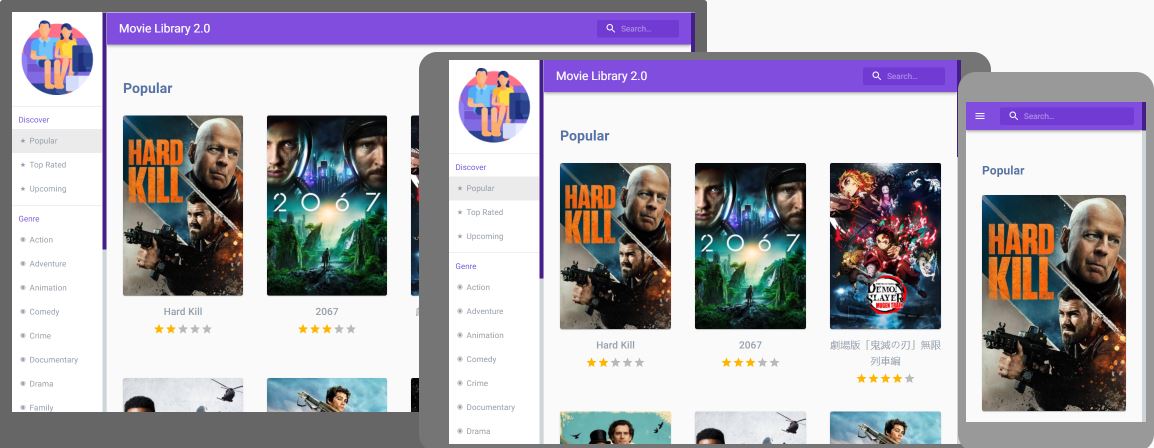 Movie Library 2.0
Search...
Discover
Popular
Top Rated
Upcoming
Genre
Action
Adventure
Animation
Comedy
Crime
Documentary
Drama
Family
Popular
HARD
KILL
2067
Hard Kill
2067
Movie Library 2.0
Search...
Discover
Popular
Top Rated
Upcoming
Genre
Action
Adventure
Animation
Comedy
Crime
Documentary
Drama
Popular
HARD
KILL
2067
DEMON
SLAYER
MUGEN TRAIN
Hard Kill
2067
劇場版「鬼滅の刃」無限
列車編
Search...
Popular
HARD
KILL